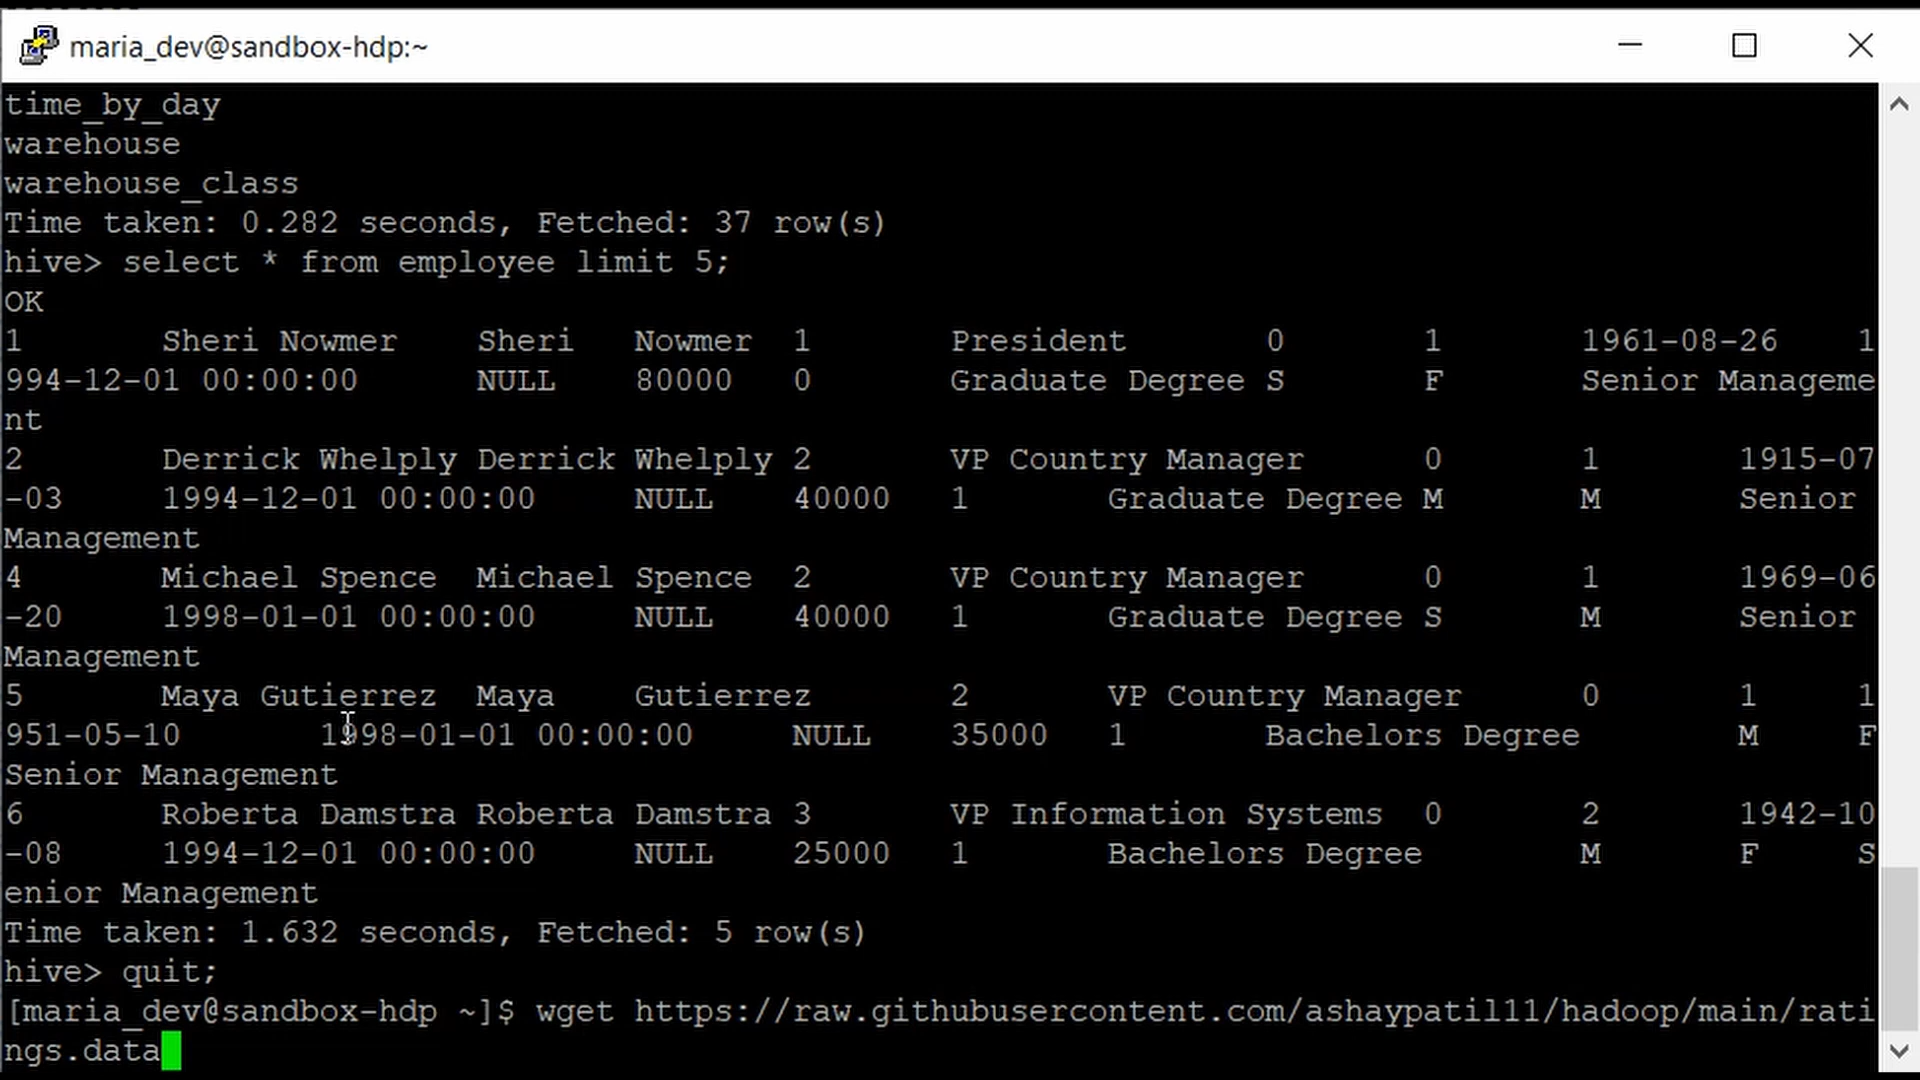 maria_dev@sandbox-hdp:~
time_by_day
warehouse
warehouse_class
Time taken: 0.282 seconds, Fetched: 37 row(s)
hive> select * from employee limit 5;
OK
1 Sheri Nowmer Sheri Nowmer 1 President 0 1 1961-08-26 1
994-12-01 00:00:00 NULL 80000 0 Graduate Degree S F Senior Manageme
nt
2 Derrick Whelply Derrick Whelply 2 VP Country Manager 0 1 1915-07
-03 1994-12-01 00:00:00 NULL 40000 1 Graduate Degree M M Senior
Management
4 Michael Spence Michael Spence 2 VP Country Manager 0 1 1969-06
-20 1998-01-01 00:00:00 NULL 40000 1 Graduate Degree S M Senior
Management
5 Maya Gutierrez Maya Gutierrez 2 VP Country Manager 0 1 1
951-05-10 1998-01-01 00:00:00 NULL 35000 1 Bachelors Degree M F
Senior Management
6 Roberta Damstra Roberta Damstra 3 VP Information Systems 0 2 1942-10
-08 1994-12-01 00:00:00 NULL 25000 1 Bachelors Degree M F S
enior Management
Time taken: 1.632 seconds, Fetched: 5 row(s)
hive> quit;
[maria_dev@sandbox-hdp ~]$ wget https://raw.githubusercontent.com/ashaypatil11/hadoop/main/rati
ngs.data